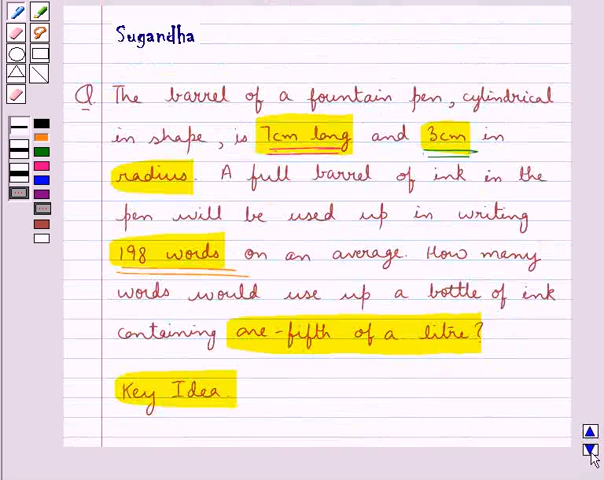 Sugandha
Q. The barrel of a fountain pen, cylindrical
in shape, is 7cm long and 3cm in
radius. A full barrel of ink in the
pen will be used up in writing
198 words on an average. How many
words would use up a bottle of ink
containing one-fifth of a litre?
Key Idea